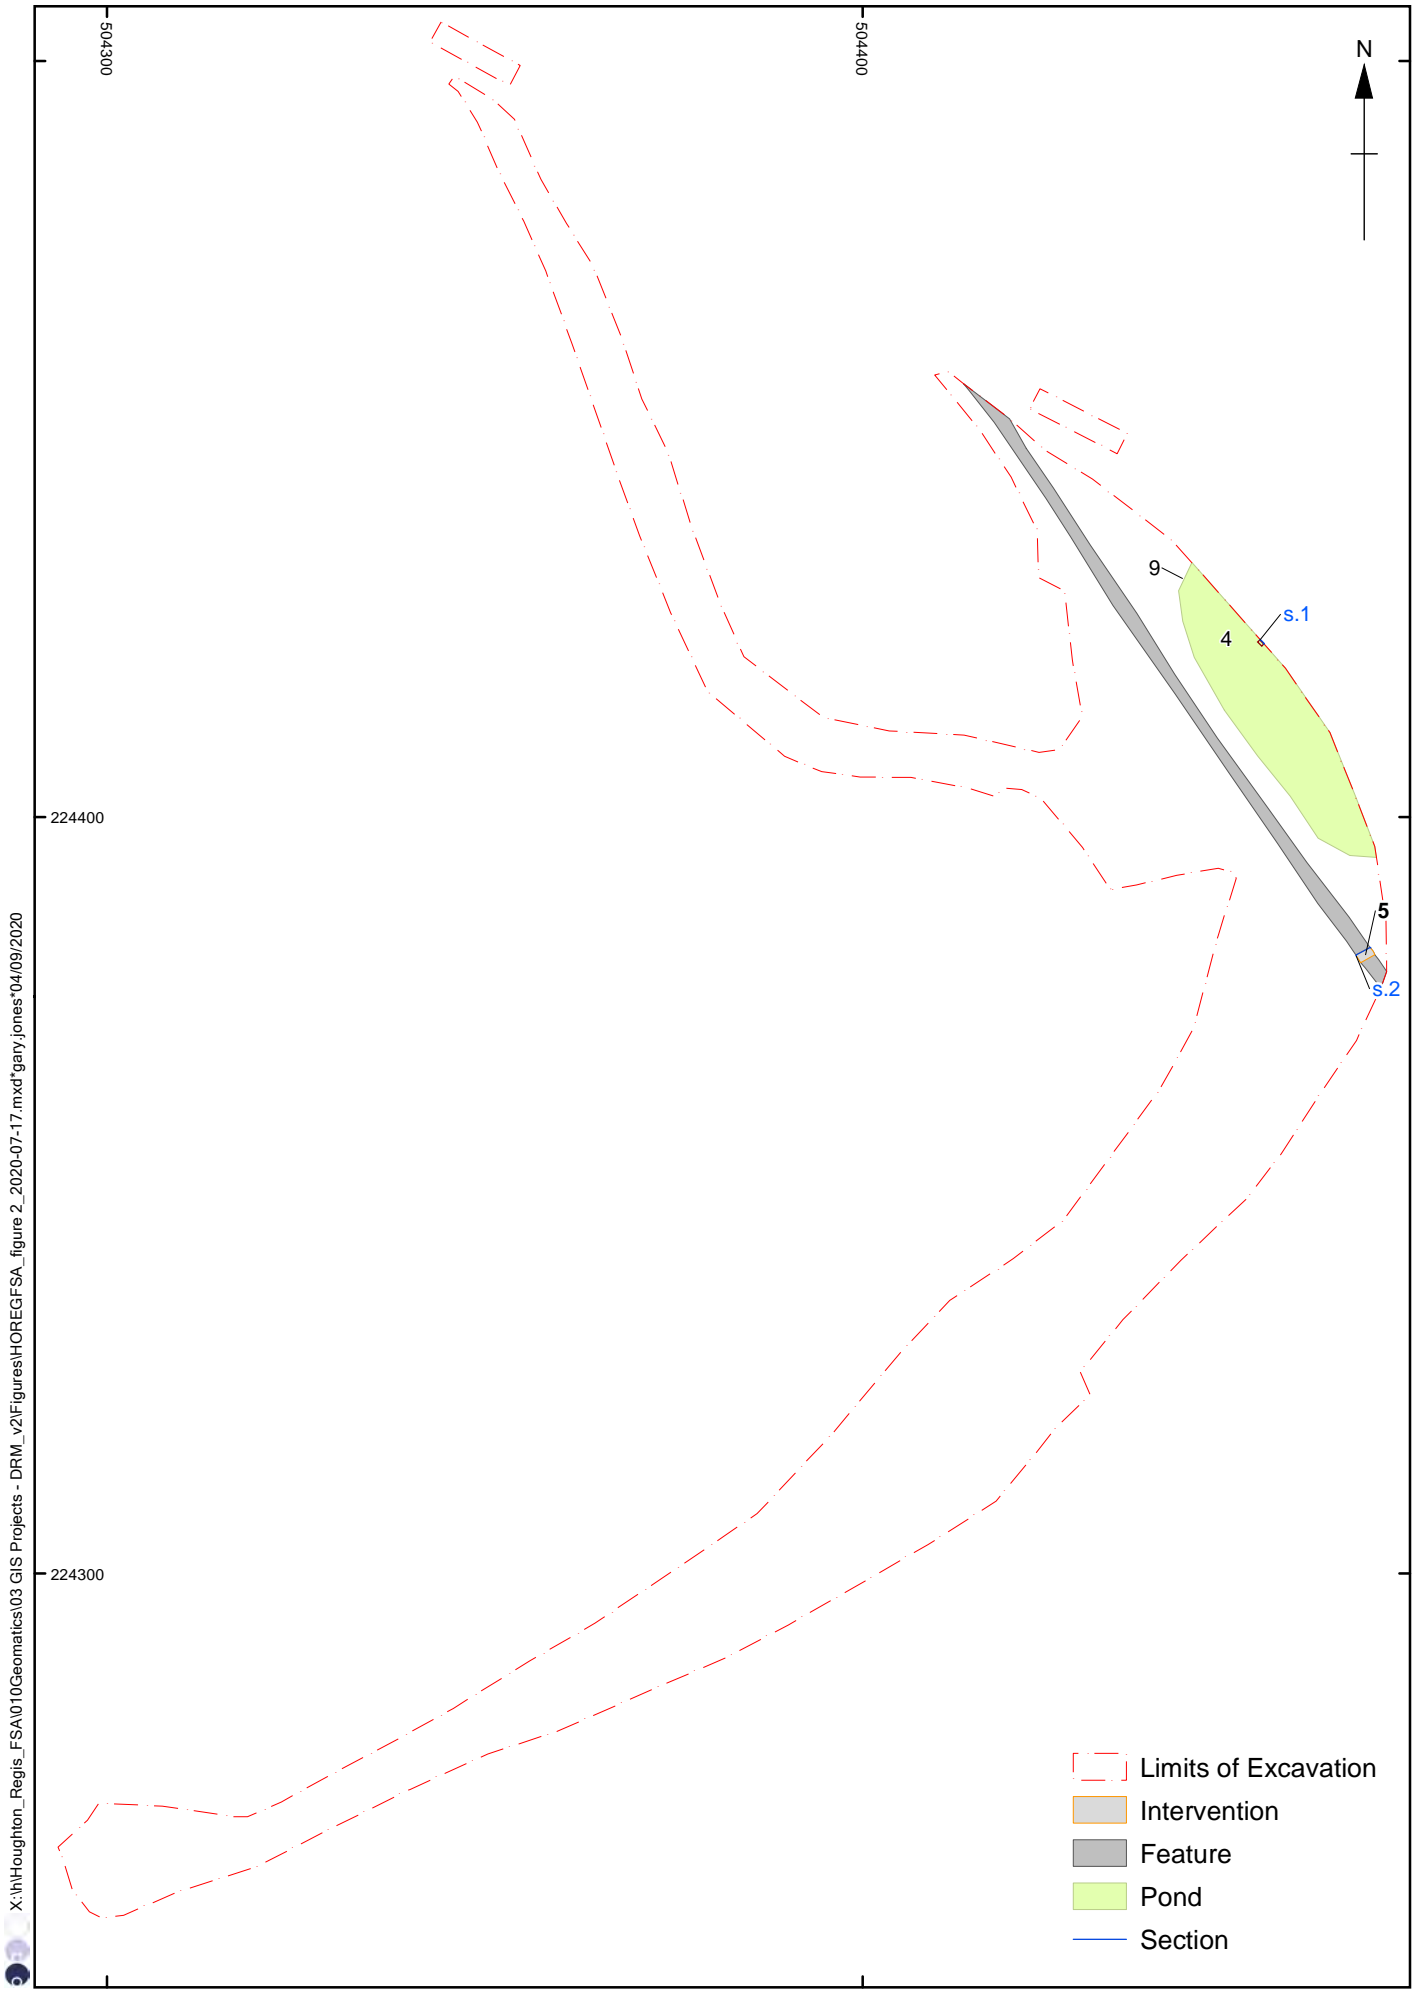 504300
504400
N
9
s.1
4
224400
5
s.2
224300
Limits of Excavation
Intervention
Feature
Pond
Section
X:\h\Houghton_Regis_FSA\010Geomatics\03 GIS Projects - DRM_v2\Figures\HOREGFSA_figure 2_2020-07-17.mxd*gary.jones*04/09/2020